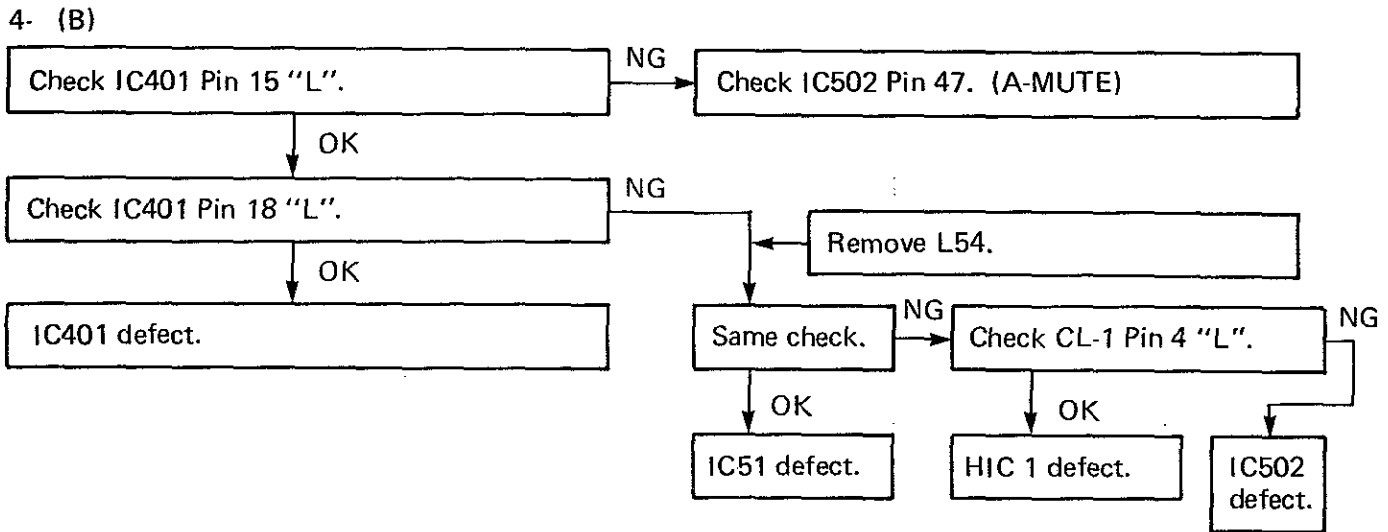 4- (B)
Check IC401 Pin 15 "L".
NG
Check IC502 Pin 47. (A-MUTE)
OK
Check IC401 Pin 18 "L".
NG
Remove L54.
OK
IC401 defect.
Same check.
NG
Check CL-1 Pin 4 "L".
NG
OK
OK
IC51 defect.
HIC 1 defect.
IC502
defect.